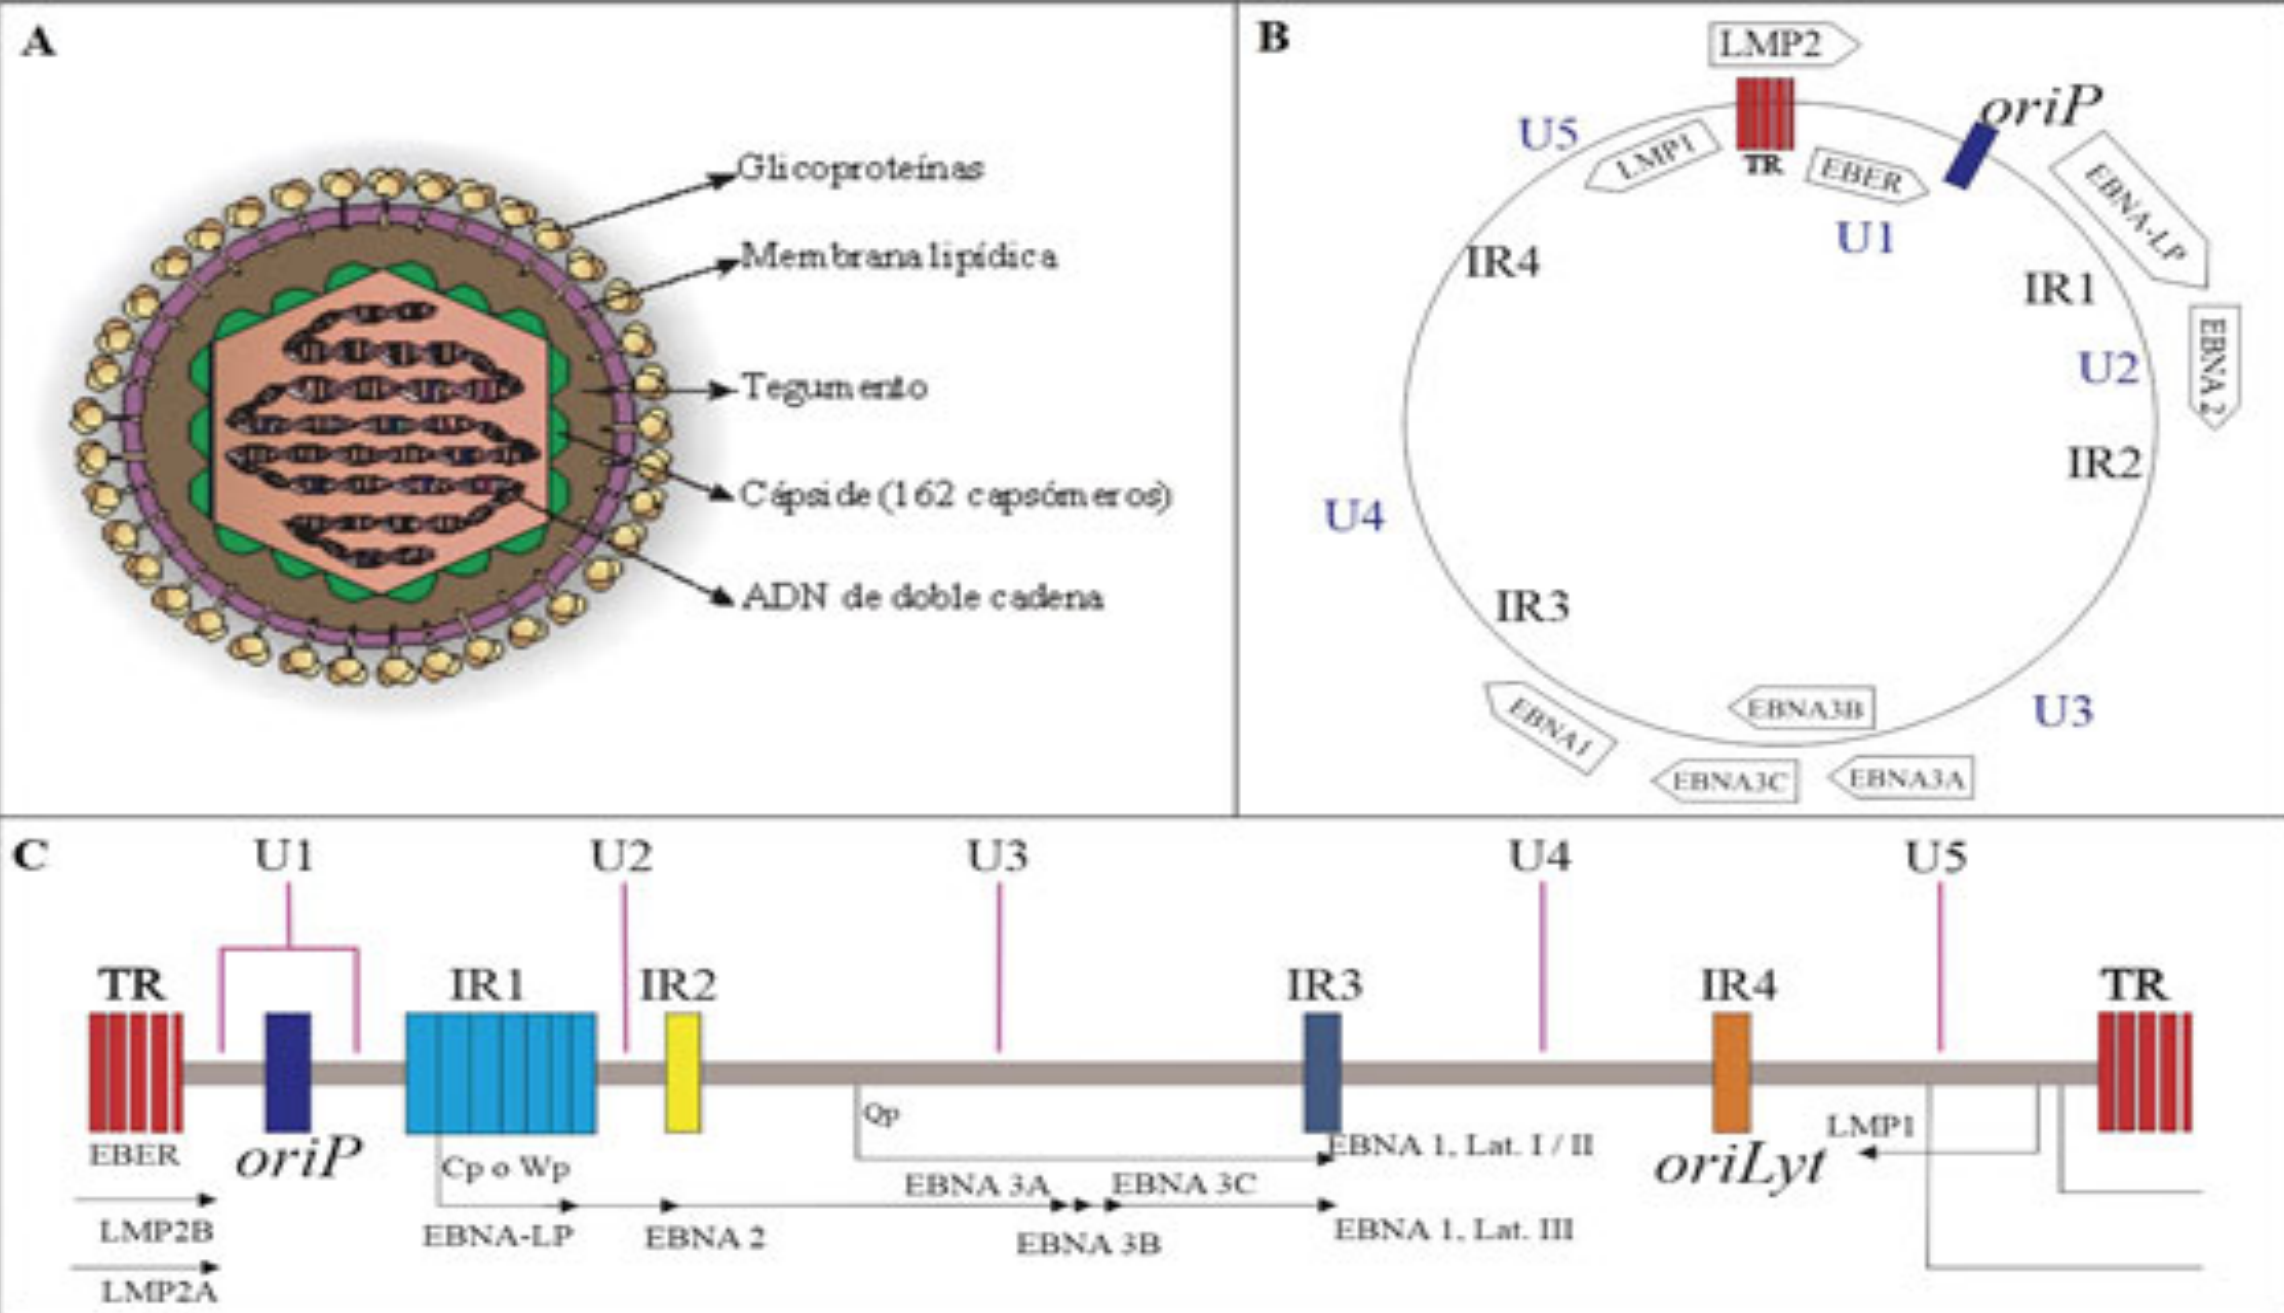 A
Glicoproteínas
Membrana lipídica
Tegumento
Cápside (162 capsómeros)
ADN de doble cadena
B
LMP2
oriP
U5
LMP1
TR
EBER
EBNA-LP
U1
IR4
IR1
U2
EBNA 2
IR2
U4
IR3
EBNA3B
U3
EBNA1
EBNA3C
EBNA3A
C
U1
U2
U3
U4
U5
TR
IR1
IR2
IR3
IR4
TR
Qp
EBER
oriP
Cp o Wp
EBNA 1, Lat. I / II
oriLyt
LMP1
EBNA 3A
EBNA 3C
LMP2B
EBNA-LP
EBNA 2
EBNA 3B
EBNA 1, Lat. III
LMP2A